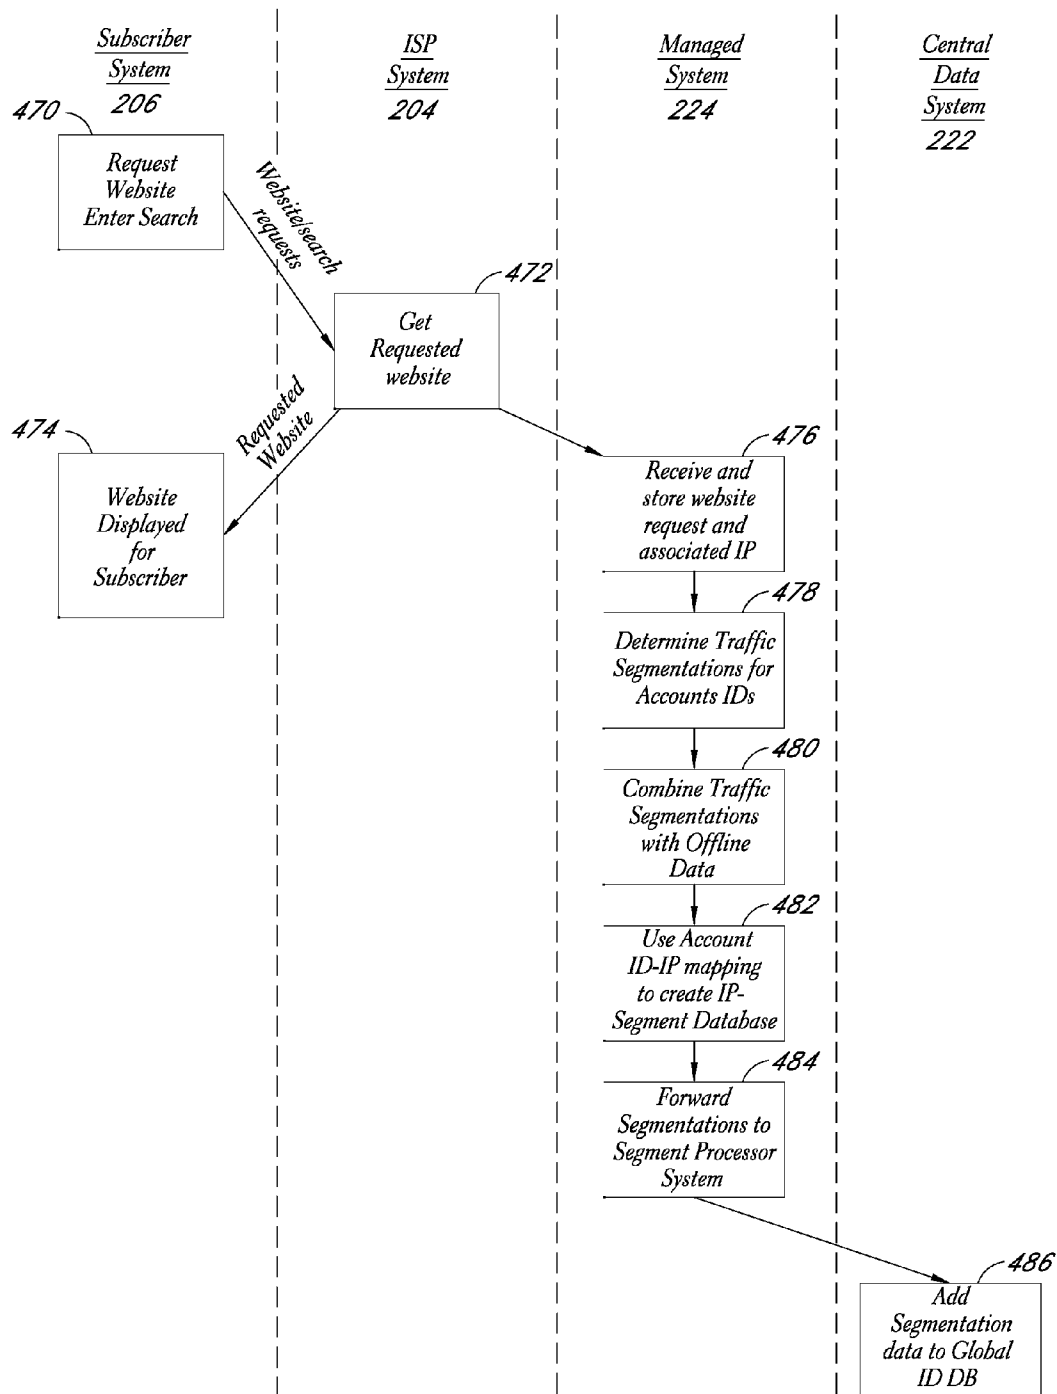 Subscriber
System
206
ISP
System
204
Managed
System
224
Central
Data
System
222
470
Request
Website
Enter Search
Website/search
requests
472
Get
Requested
website
Requested
Website
474
Website
Displayed
for
Subscriber
476
Receive and
store website
request and
associated IP
478
Determine Traffic
Segmentations for
Accounts IDs
480
Combine Traffic
Segmentations
with Offline
Data
482
Use Account
ID-IP mapping
to create IP-
Segment Database
484
Forward
Segmentations to
Segment Processor
System
486
Add
Segmentation
data to Global
ID DB